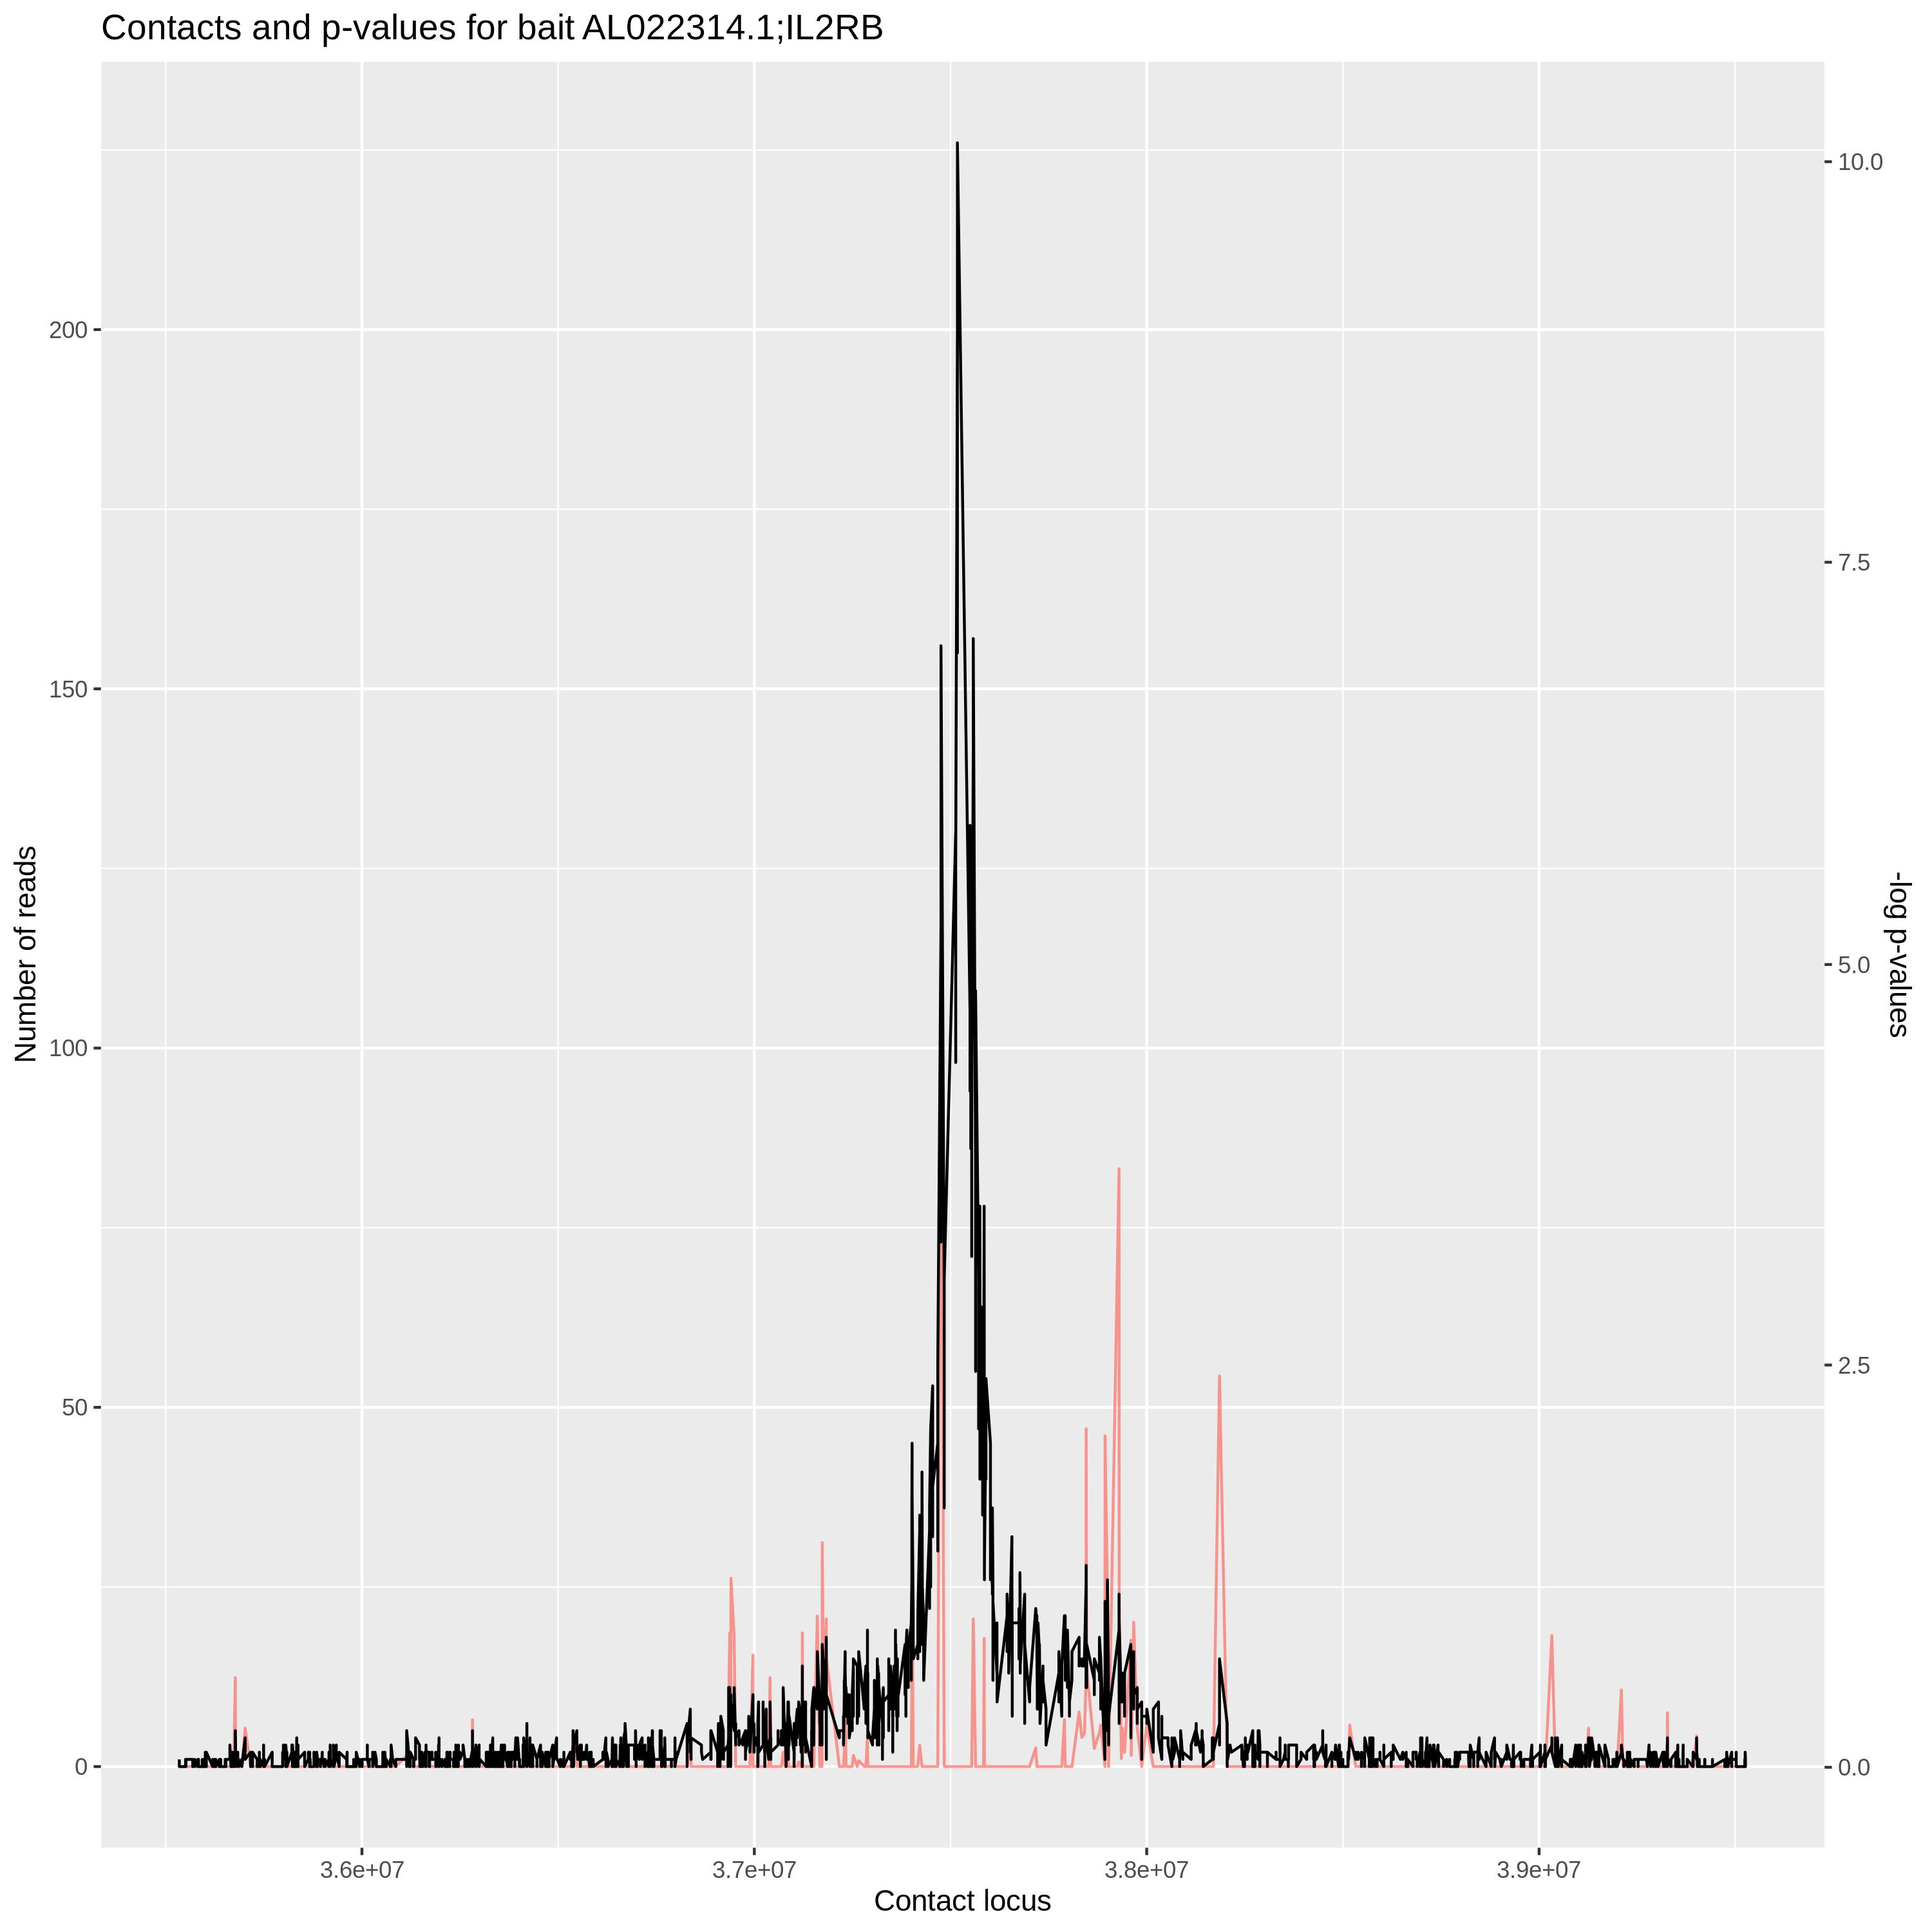 Contacts and p-values for bait AL022314.1;IL2RB
Number of reads
200
150
100
50
0
10.0
7.5
5.0
2.5
0.0
-log p-values
3.6e+07 3.7e+07 3.8e+07 3.9e+07
Contact locus